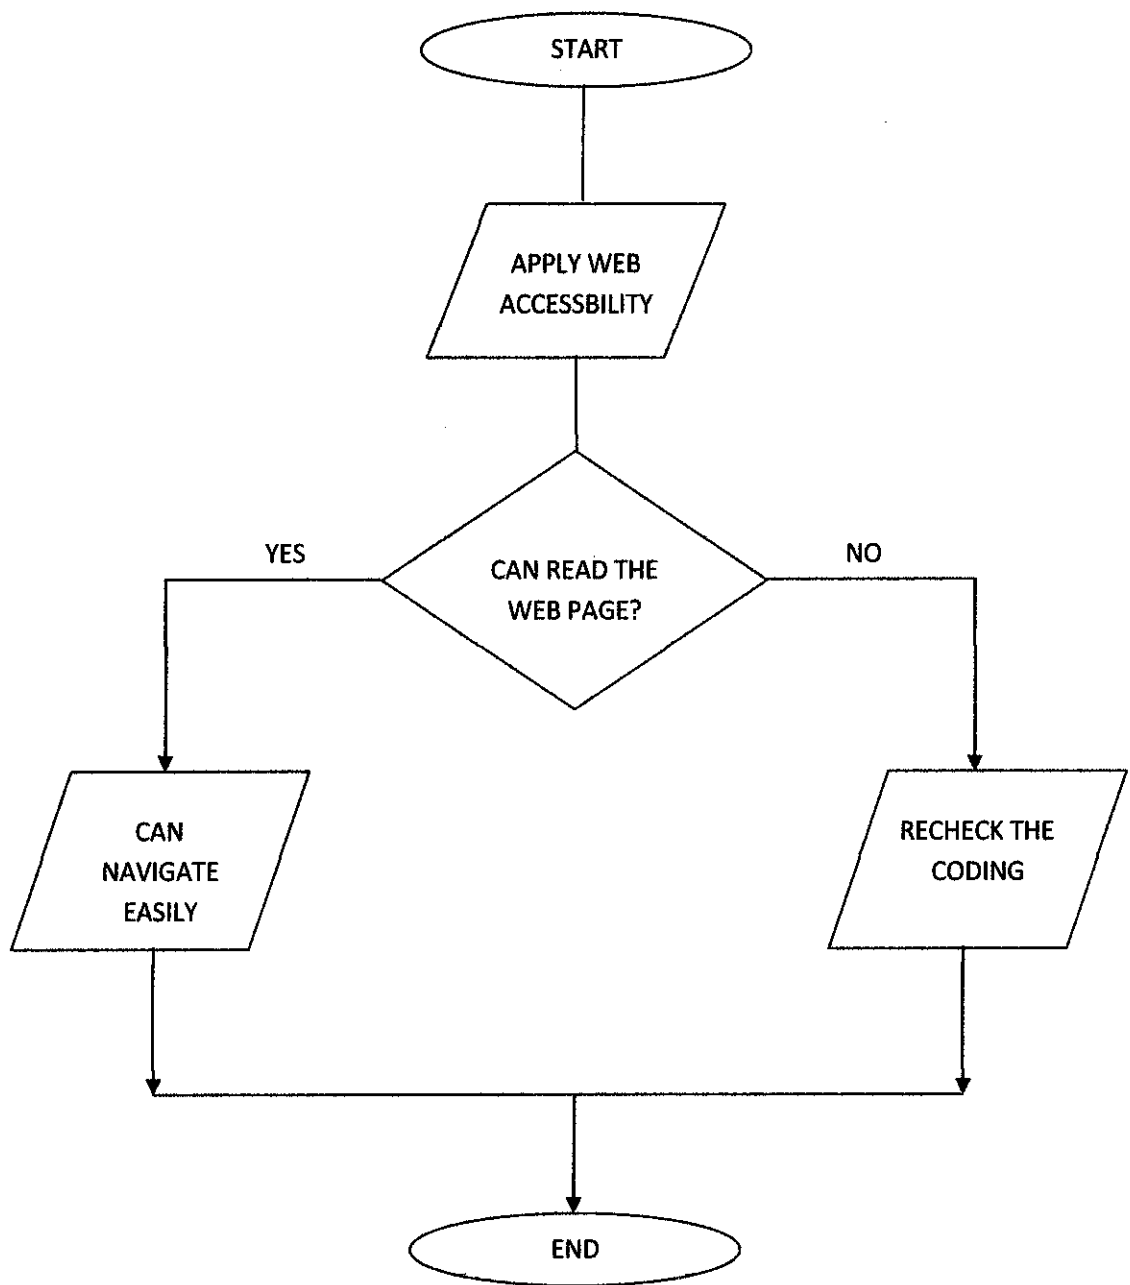 START
APPLY WEB
ACCESSBILITY
YES
NO
CAN READ THE
WEB PAGE?
CAN
NAVIGATE
EASILY
RECHECK THE
CODING
END